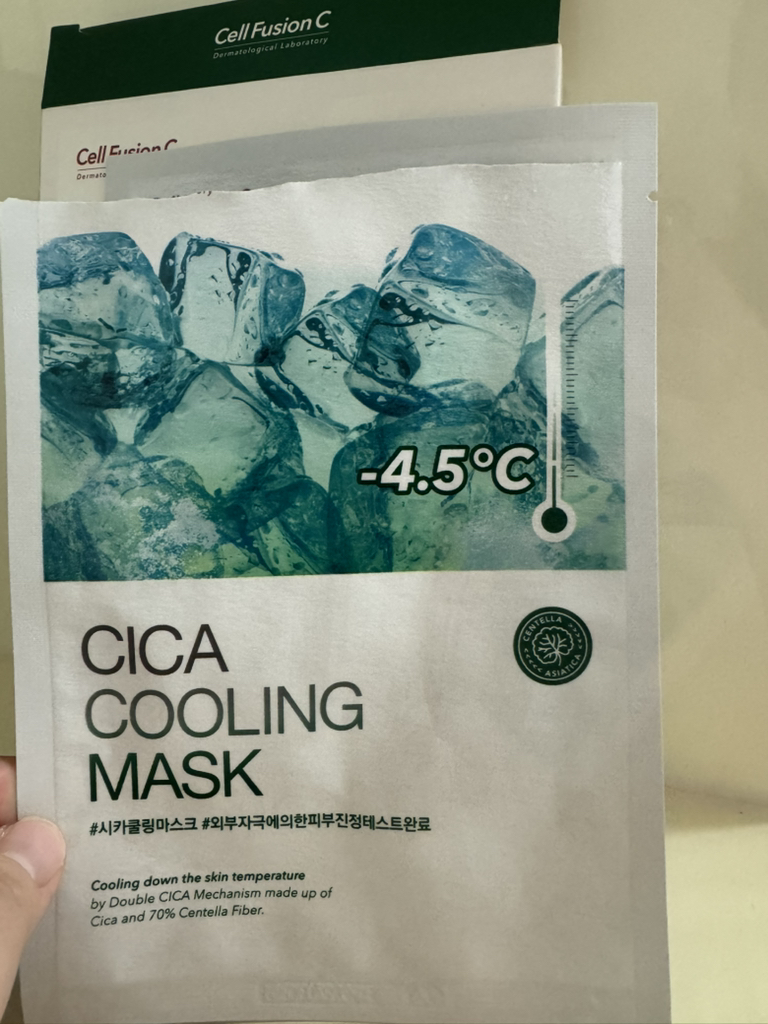 Cell Fusion C
Dermatological Laboratory
Cell Fusion C
-4.5°C
CENTELLA
ASIATICA
CICA
COOLING
MASK
#시카쿨링마스크 #외부자극에의한피부진정테스트완료
Cooling down the skin temperature
by Double CICA Mechanism made up of
Cica and 70% Centella Fiber.